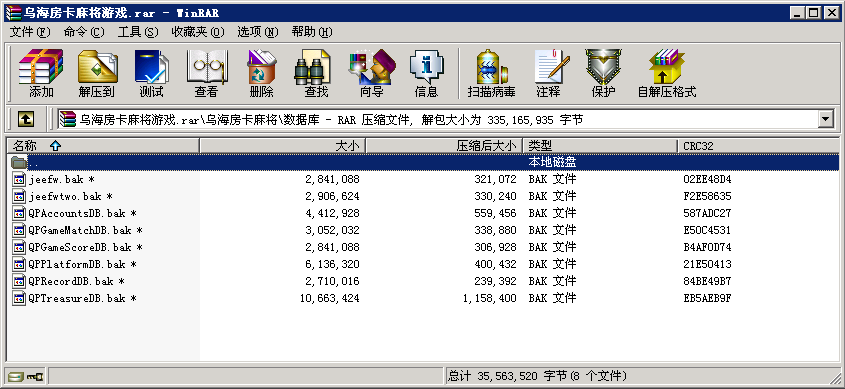 乌海房卡麻将游戏.rar - WinRAR
文件(F) 命令(C) 工具(S) 收藏夹(O) 选项(N) 帮助(H)
添加 解压到 测试 查看 删除 查找 向导 信息 扫描病毒 注释 保护 自解压格式
乌海房卡麻将游戏.rar\乌海房卡麻将\数据库 - RAR 压缩文件, 解包大小为 335,165,935 字节
名称 大小 压缩后大小 类型 CRC32
.. 本地磁盘
jeefw.bak * 2,841,088 321,072 BAK 文件 02EE48D4
jeefwtwo.bak * 2,906,624 330,240 BAK 文件 F2E58635
QPAccountsDB.bak * 4,412,928 559,456 BAK 文件 587ADC27
QPGameMatchDB.bak * 3,052,032 338,880 BAK 文件 E50C4531
QPGameScoreDB.bak * 2,841,088 306,928 BAK 文件 B4AF0D74
QPPlatformDB.bak * 6,136,320 400,432 BAK 文件 21E50413
QPRecordDB.bak * 2,710,016 239,392 BAK 文件 84BE49B7
QPTreasureDB.bak * 10,663,424 1,158,400 BAK 文件 EB5AEB9F
总计 35,563,520 字节(8 个文件)